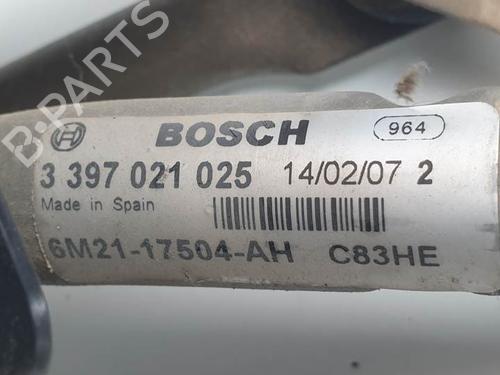 B-PARTS
BOSCH 964
3 397 021 025 14/02/07 2
Made in Spain
6M21-17504-AH C83HE